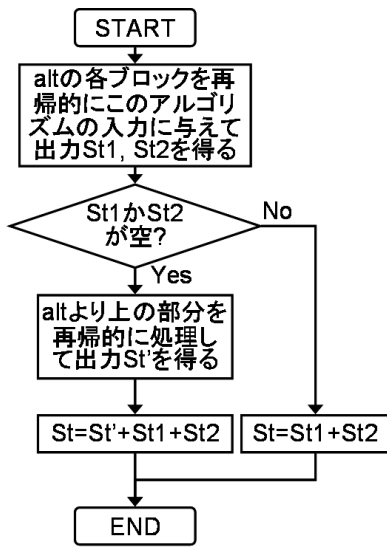 START
altの各ブロックを再
帰的にこのアルゴリ
ズムの入力に与えて
出力St1, St2を得る
St1かSt2
が空?
No
Yes
altより上の部分を
再帰的に処理し
て出力St'を得る
St=St'+St1+St2
St=St1+St2
END